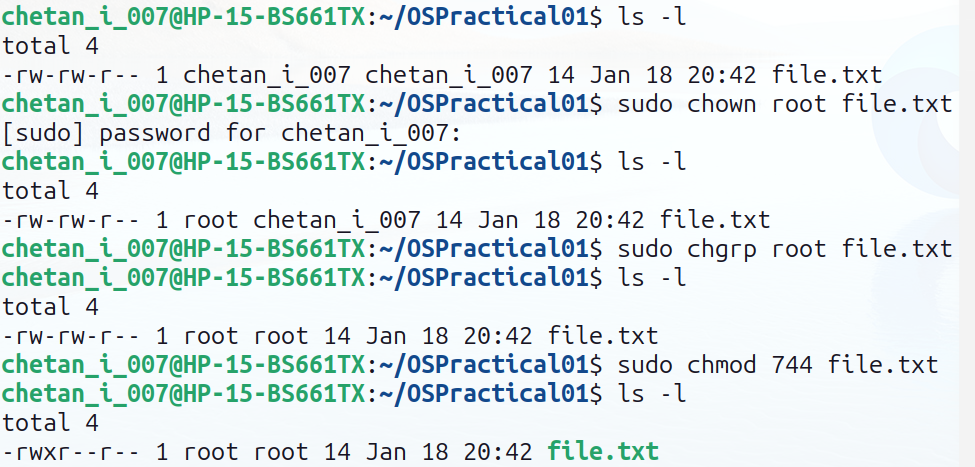 chetan_i_007@HP-15-BS661TX:~/OSPractical01$ ls -l
total 4
-rw-rw-r-- 1 chetan_i_007 chetan_i_007 14 Jan 18 20:42 file.txt
chetan_i_007@HP-15-BS661TX:~/OSPractical01$ sudo chown root file.txt
[sudo] password for chetan_i_007:
chetan_i_007@HP-15-BS661TX:~/OSPractical01$ ls -l
total 4
-rw-rw-r-- 1 root chetan_i_007 14 Jan 18 20:42 file.txt
chetan_i_007@HP-15-BS661TX:~/OSPractical01$ sudo chgrp root file.txt
chetan_i_007@HP-15-BS661TX:~/OSPractical01$ ls -l
total 4
-rw-rw-r-- 1 root root 14 Jan 18 20:42 file.txt
chetan_i_007@HP-15-BS661TX:~/OSPractical01$ sudo chmod 744 file.txt
chetan_i_007@HP-15-BS661TX:~/OSPractical01$ ls -l
total 4
-rwxr--r-- 1 root root 14 Jan 18 20:42 file.txt